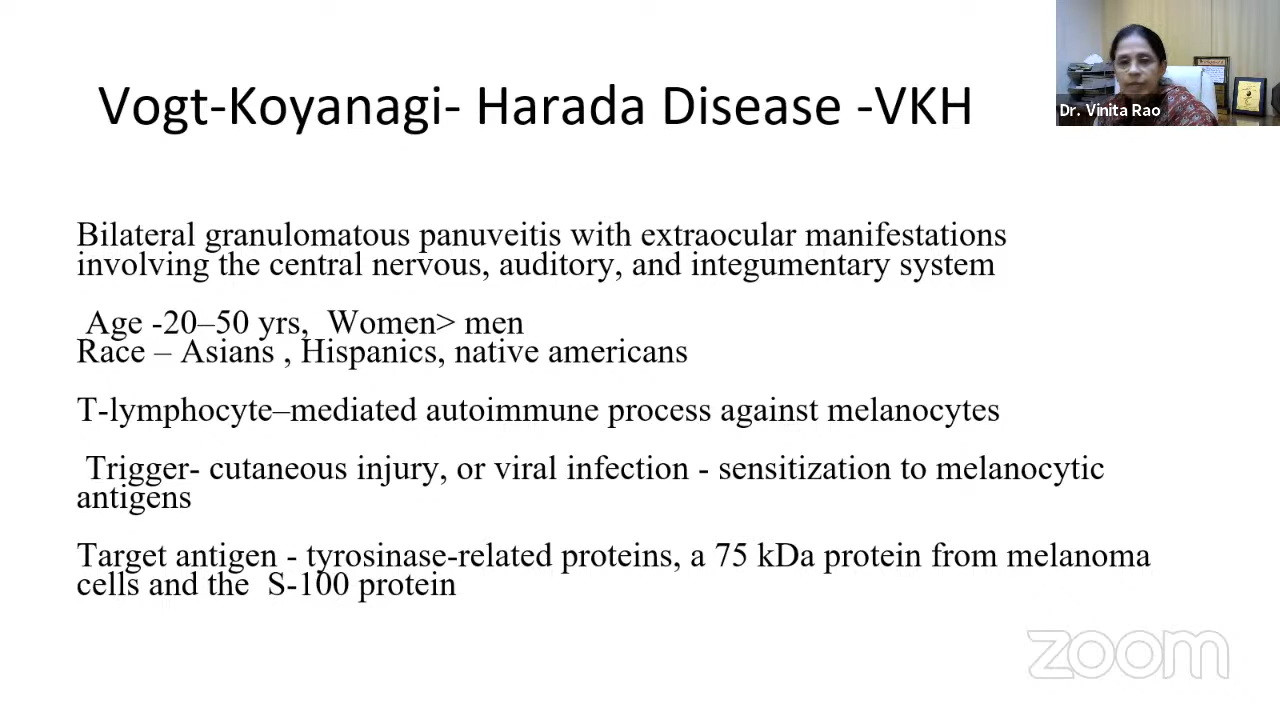 Vogt-Koyanagi- Harada Disease -VKH
Dr. Vinita Rao
Bilateral granulomatous panuveitis with extraocular manifestations
involving the central nervous, auditory, and integumentary system
Age -20–50 yrs, Women> men
Race – Asians , Hispanics, native americans
T-lymphocyte–mediated autoimmune process against melanocytes
Trigger- cutaneous injury, or viral infection - sensitization to melanocytic
antigens
Target antigen - tyrosinase-related proteins, a 75 kDa protein from melanoma
cells and the S-100 protein
zoom